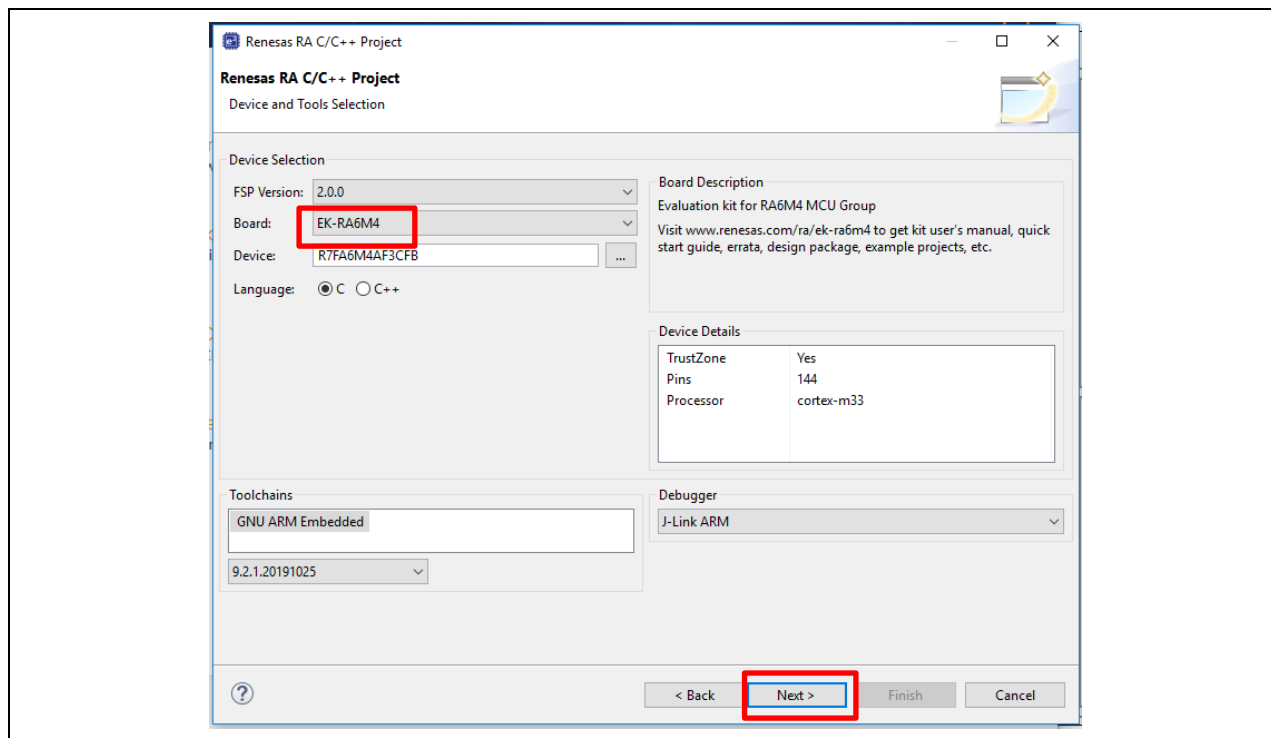 Renesas RA C/C++ Project
Renesas RA C/C++ Project
Device and Tools Selection
Device Selection
FSP Version: 2.0.0
Board: EK-RA6M4
Device: R7FA6M4AF3CFB ...
Language: C C++
Board Description
Evaluation kit for RA6M4 MCU Group
Visit www.renesas.com/ra/ek-ra6m4 to get kit user's manual, quick
start guide, errata, design package, example projects, etc.
Device Details
TrustZone Yes
Pins 144
Processor cortex-m33
Toolchains
GNU ARM Embedded
9.2.1.20191025
Debugger
J-Link ARM
? < Back Next > Finish Cancel